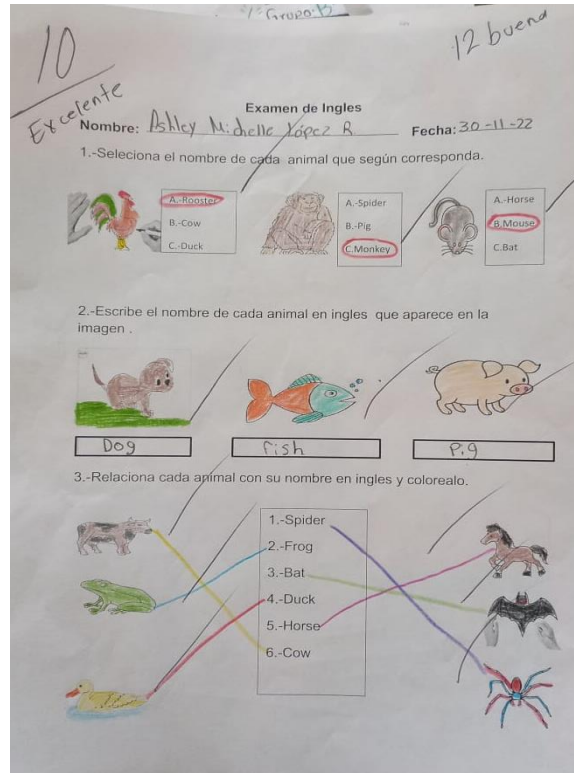 1° Grupo-B
10
12 buena
Excelente
Examen de Ingles
Nombre: Ashley Michelle López R. Fecha: 30-11-22
1.-Seleciona el nombre de cada animal que según corresponda.
A.-Rooster
B.-Cow
C.-Duck
A.-Spider
B.-Pig
C.Monkey
A.-Horse
B.Mouse
C.Bat
2.-Escribe el nombre de cada animal en ingles que aparece en la
imagen .
Dog
fish
Pig
3.-Relaciona cada animal con su nombre en ingles y colorealo.
1.-Spider
2.-Frog
3.-Bat
4.-Duck
5.-Horse
6.-Cow